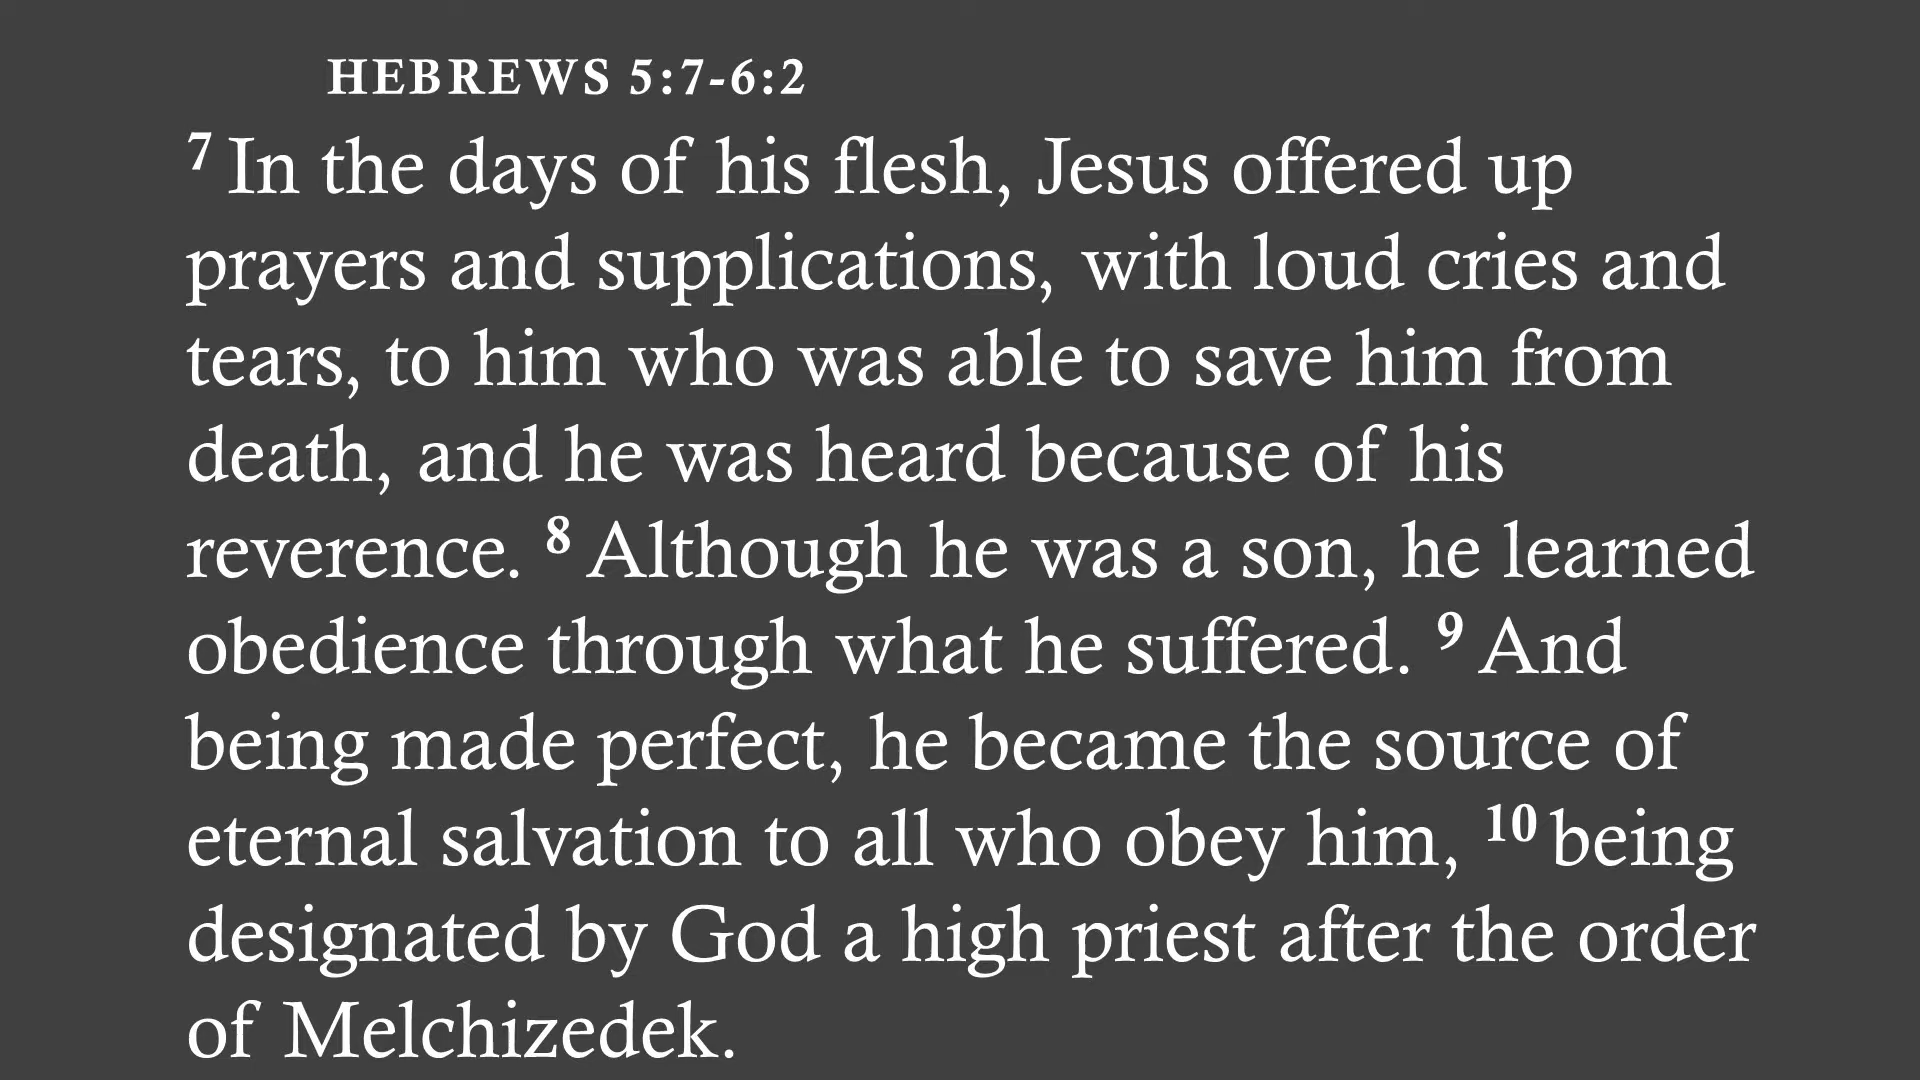 HEBREWS 5:7-6:2
7 In the days of his flesh, Jesus offered up
prayers and supplications, with loud cries and
tears, to him who was able to save him from
death, and he was heard because of his
reverence. 8 Although he was a son, he learned
obedience through what he suffered. 9 And
being made perfect, he became the source of
eternal salvation to all who obey him, 10 being
designated by God a high priest after the order
of Melchizedek.